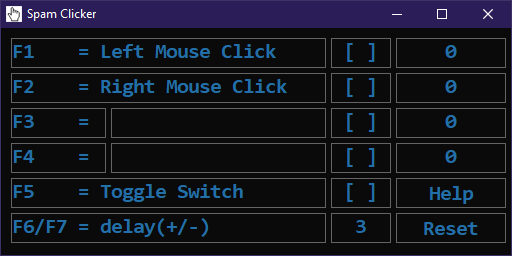 Spam Clicker
F1 = Left Mouse Click [ ] 0
F2 = Right Mouse Click [ ] 0
F3 = [ ] 0
F4 = [ ] 0
F5 = Toggle Switch [ ] Help
F6/F7 = delay(+/-) 3 Reset